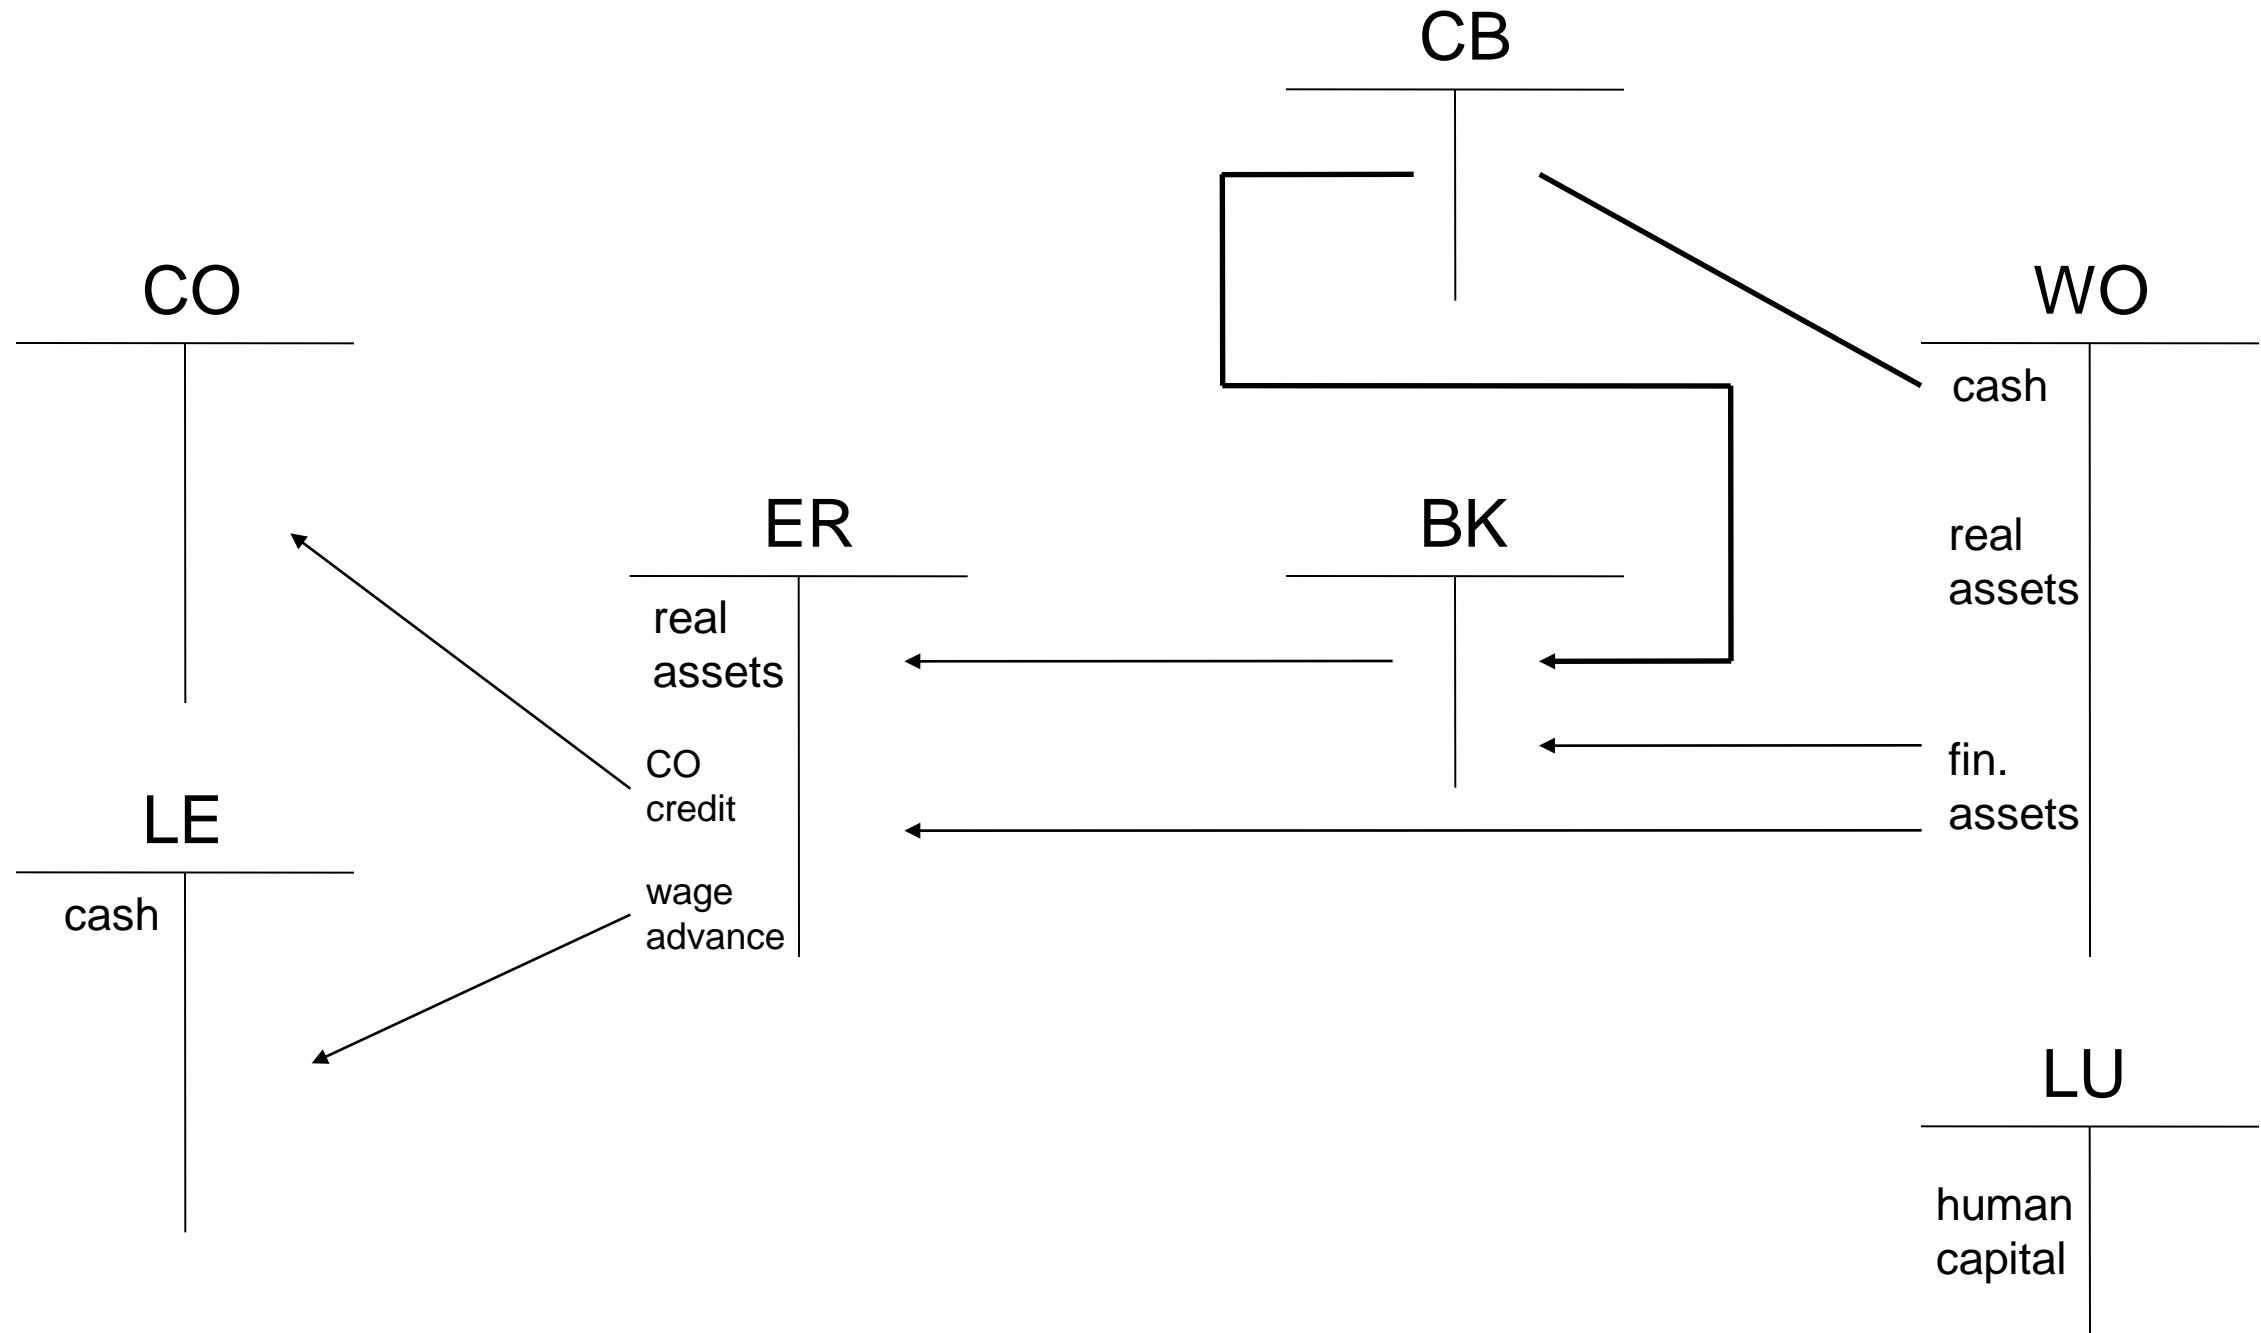 CB
CO
WO
cash
real
assets
fin.
assets
ER
real
assets
CO
credit
wage
advance
BK
LE
cash
LU
human
capital